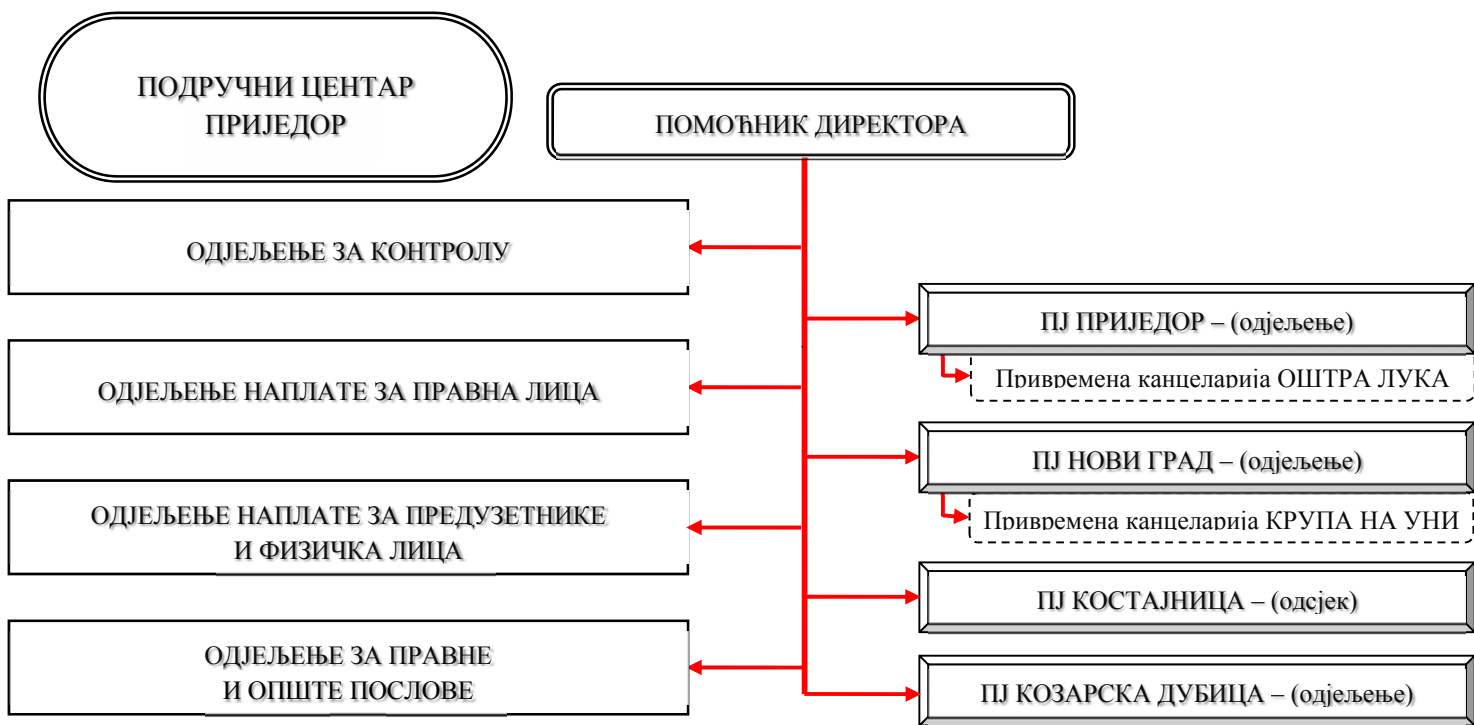 ПОДРУЧНИ ЦЕНТАР
ПРИЈЕДОР
ПОМОЋНИК ДИРЕКТОРА
ОДЈЕЉЕЊЕ ЗА КОНТРОЛУ
ОДЈЕЉЕЊЕ НАПЛАТЕ ЗА ПРАВНА ЛИЦА
ОДЈЕЉЕЊЕ НАПЛАТЕ ЗА ПРЕДУЗЕТНИКЕ
И ФИЗИЧКА ЛИЦА
ОДЈЕЉЕЊЕ ЗА ПРАВНЕ
И ОПШТЕ ПОСЛОВЕ
ПЈ ПРИЈЕДОР – (одјељење)
Привремена канцеларија ОШТРА ЛУКА
ПЈ НОВИ ГРАД – (одјељење)
Привремена канцеларија КРУПА НА УНИ
ПЈ КОСТАЈНИЦА – (одсјек)
ПЈ КОЗАРСКА ДУБИЦА – (одјељење)